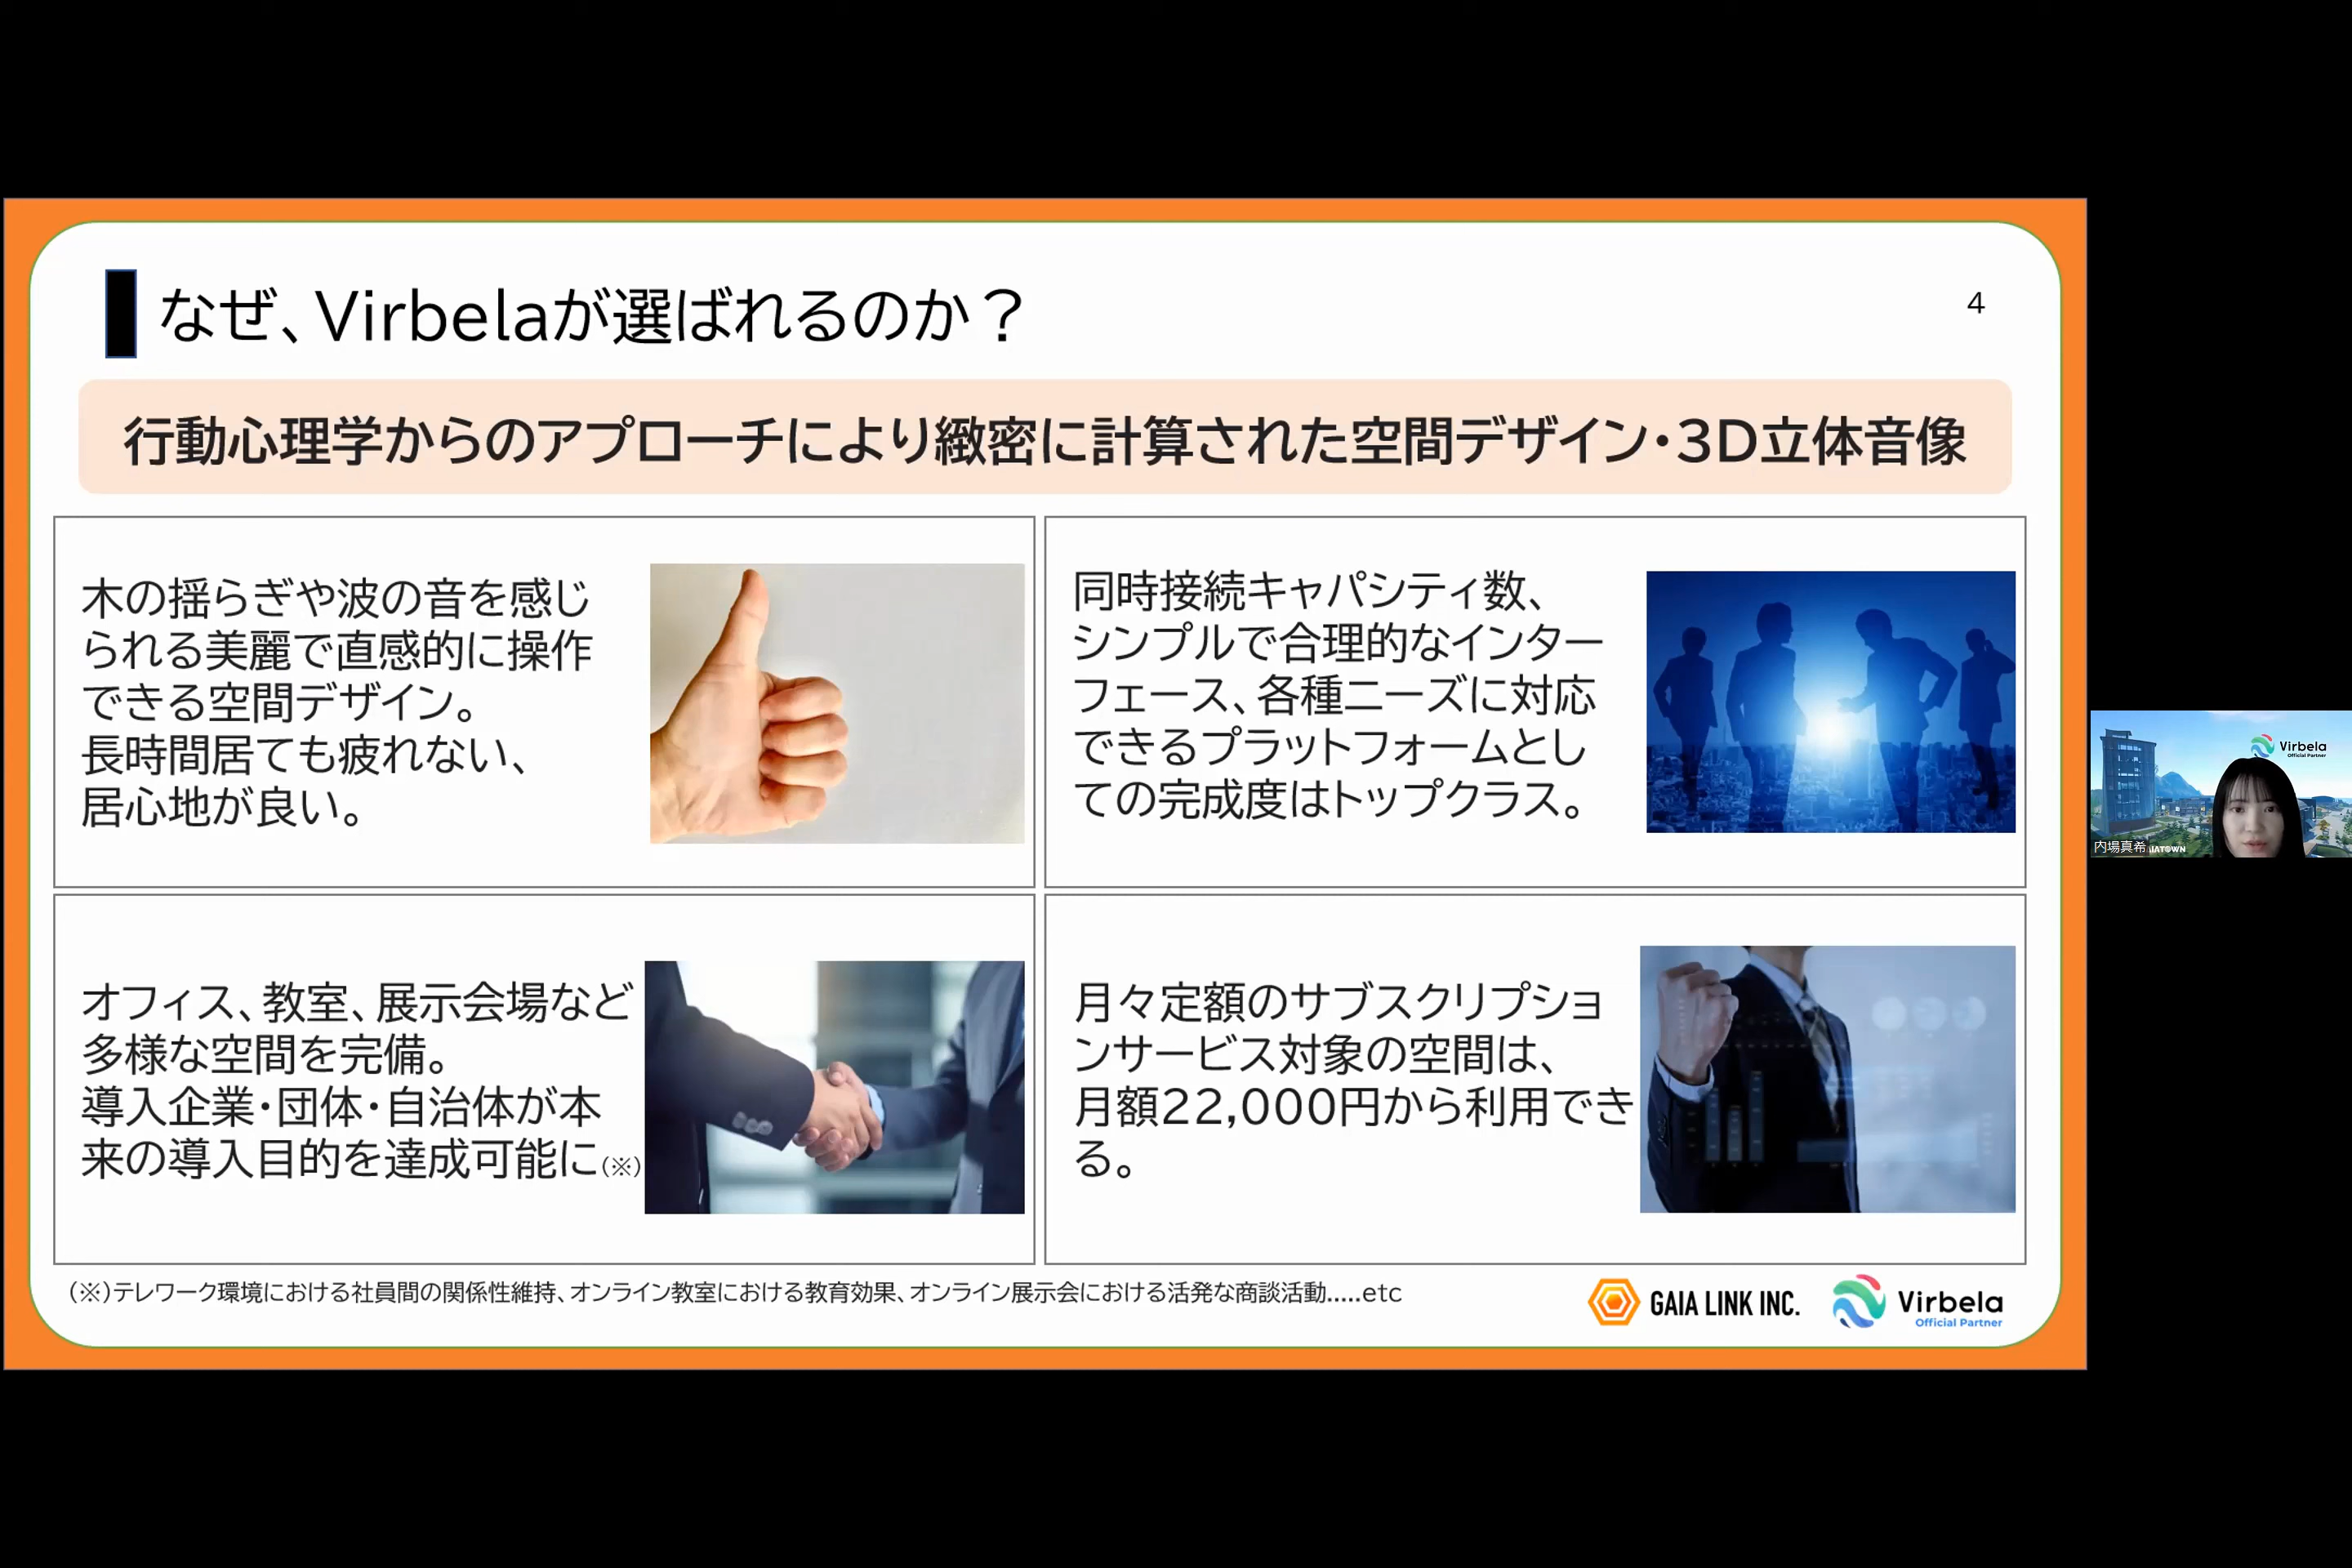 なぜ、Virbelaが選ばれるのか？
4
行動心理学からのアプローチにより緻密に計算された空間デザイン・3D立体音像
木の揺らぎや波の音を感じ
られる美麗で直感的に操作
できる空間デザイン。
長時間居ても疲れない、
居心地が良い。
同時接続キャパシティ数、
シンプルで合理的なインター
フェース、各種ニーズに対応
できるプラットフォームとし
ての完成度はトップクラス。
オフィス、教室、展示会場など
多様な空間を完備。
導入企業・団体・自治体が本
来の導入目的を達成可能に(※)
月々定額のサブスクリプショ
ンサービス対象の空間は、
月額22,000円から利用でき
る。
(※)テレワーク環境における社員間の関係性維持、オンライン教室における教育効果、オンライン展示会における活発な商談活動.....etc
GAIA LINK INC.
Virbela
Official Partner
Virbela
Official Partner
内場真希